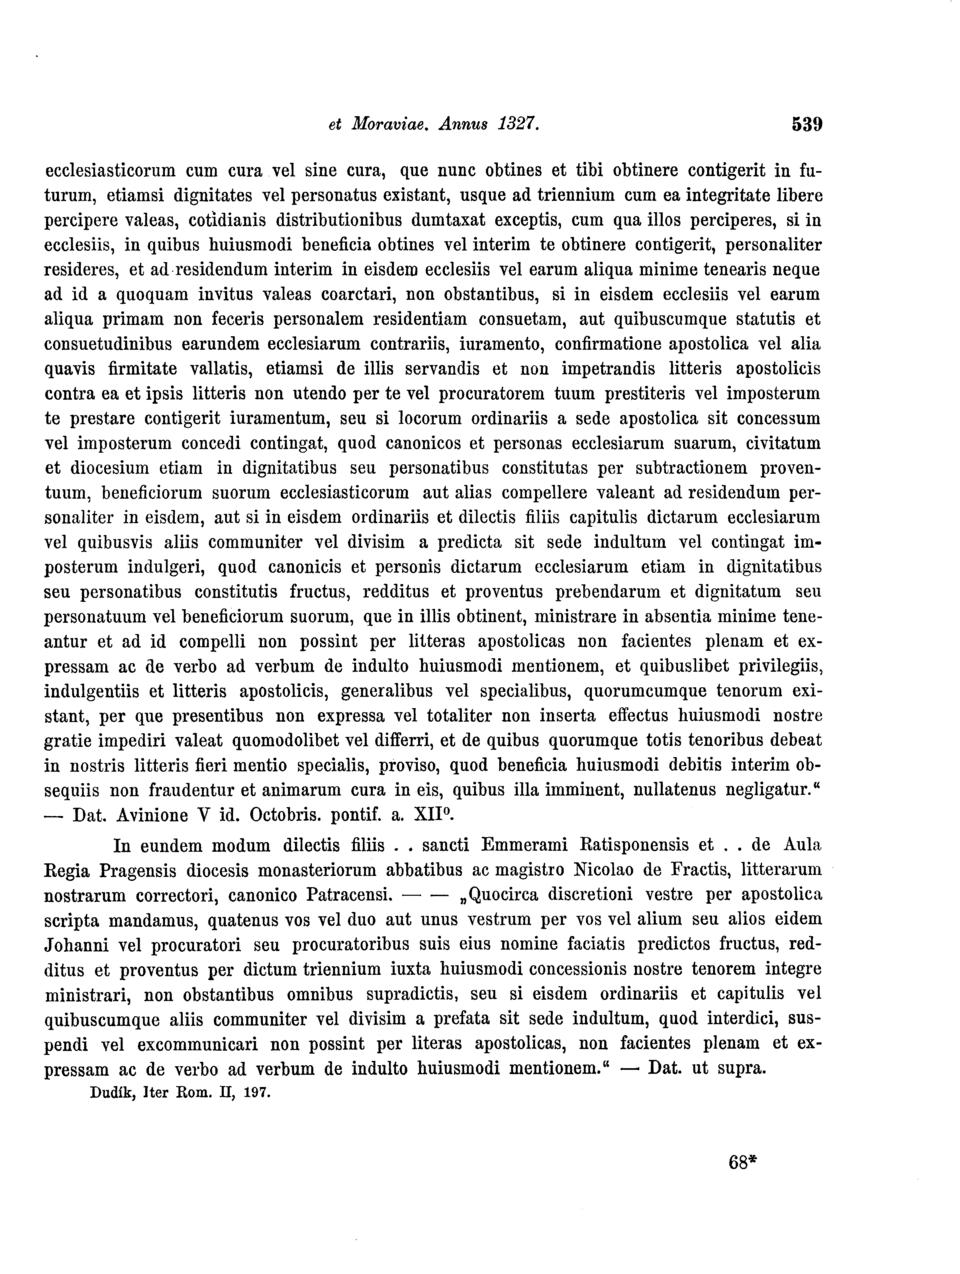 et Moraviae. Annus 1327. 539
ecclesiasticorum cum cura vel sine cura, que nunc obtines et tibi obtinere contigerit in fu-
turum, etiamsi dignitates vel personatus existant, usque ad triennium cum ea integritate libere
percipere valeas, cotidianis distributionibus dumtaxat exceptis, cum qua illos perciperes, si in
ecclesiis, in quibus huiusmodi beneficia obtines vel interim te obtinere contigerit, personaliter
resideres, et ad residendum interim in eisdem ecclesiis vel earum aliqua minime tenearis neque
ad id a quoquam invitus valeas coarctari, non obstantibus, si in eisdem ecclesiis vel earum
aliqua primam non feceris personalem residentiam consuetam, aut quibuscumque statutis et
consuetudinibus earundem ecclesiarum contrariis, iuramento, confirmatione apostolica vel alia
quavis firmitate vallatis, etiamsi de illis servandis et non impetrandis litteris apostolicis
contra ea et ipsis litteris non utendo per te vel procuratorem tuum prestiteris vel imposterum
te prestare contigerit iuramentum, seu si locorum ordinariis a sede apostolica sit concessum
vel imposterum concedi contingat, quod canonicos et personas ecclesiarum suarum, civitatum
et diocesium etiam in dignitatibus seu personatibus constitutas per subtractionem proven-
tuum, beneficiorum suorum ecclesiasticorum aut alias compellere valeant ad residendum per-
sonaliter in eisdem, aut si in eisdem ordinariis et dilectis filiis capitulis dictarum ecclesiarum
vel quibusvis aliis communiter vel divisim a predicta sit sede indultum vel contingat im-
posterum indulgeri, quod canonicis et personis dictarum ecclesiarum etiam in dignitatibus
seu personatibus constitutis fructus, redditus et proventus prebendarum et dignitatum seu
personatuum vel beneficiorum suorum, que in illis obtinent, ministrare in absentia minime tene-
antur et ad id compelli non possint per litteras apostolicas non facientes plenam et ex-
pressam ac de verbo ad verbum de indulto huiusmodi mentionem, et quibuslibet privilegiis,
indulgentiis et litteris apostolicis, generalibus vel specialibus, quorumcumque tenorum exi-
stant, per que presentibus non expressa vel totaliter non inserta effectus huiusmodi nostre
gratie impediri valeat quomodolibet vel differri, et de quibus quorumque totis tenoribus debeat
in nostris litteris fieri mentio specialis, proviso, quod beneficia huiusmodi debitis interim ob-
sequiis non fraudentur et animarum cura in eis, quibus illa imminent, nullatenus negligatur.“
— Dat. Avinione V id. Octobris. pontif. a. XII⁰.
In eundem modum dilectis filiis . . sancti Emmerami Ratisponensis et . . de Aula
Regia Pragensis diocesis monasteriorum abbatibus ac magistro Nicolao de Fractis, litterarum
nostrarum correctori, canonico Patracensi. — — „Quocirca discretioni vestre per apostolica
scripta mandamus, quatenus vos vel duo aut unus vestrum per vos vel alium seu alios eidem
Johanni vel procuratori seu procuratoribus suis eius nomine faciatis predictos fructus, red-
ditus et proventus per dictum triennium iuxta huiusmodi concessionis nostre tenorem integre
ministrari, non obstantibus omnibus supradictis, seu si eisdem ordinariis et capitulis vel
quibuscumque aliis communiter vel divisim a prefata sit sede indultum, quod interdici, sus-
pendi vel excommunicari non possint per literas apostolicas, non facientes plenam et ex-
pressam ac de verbo ad verbum de indulto huiusmodi mentionem.“ — Dat. ut supra.
Dudík, Iter Rom. II, 197.
68*